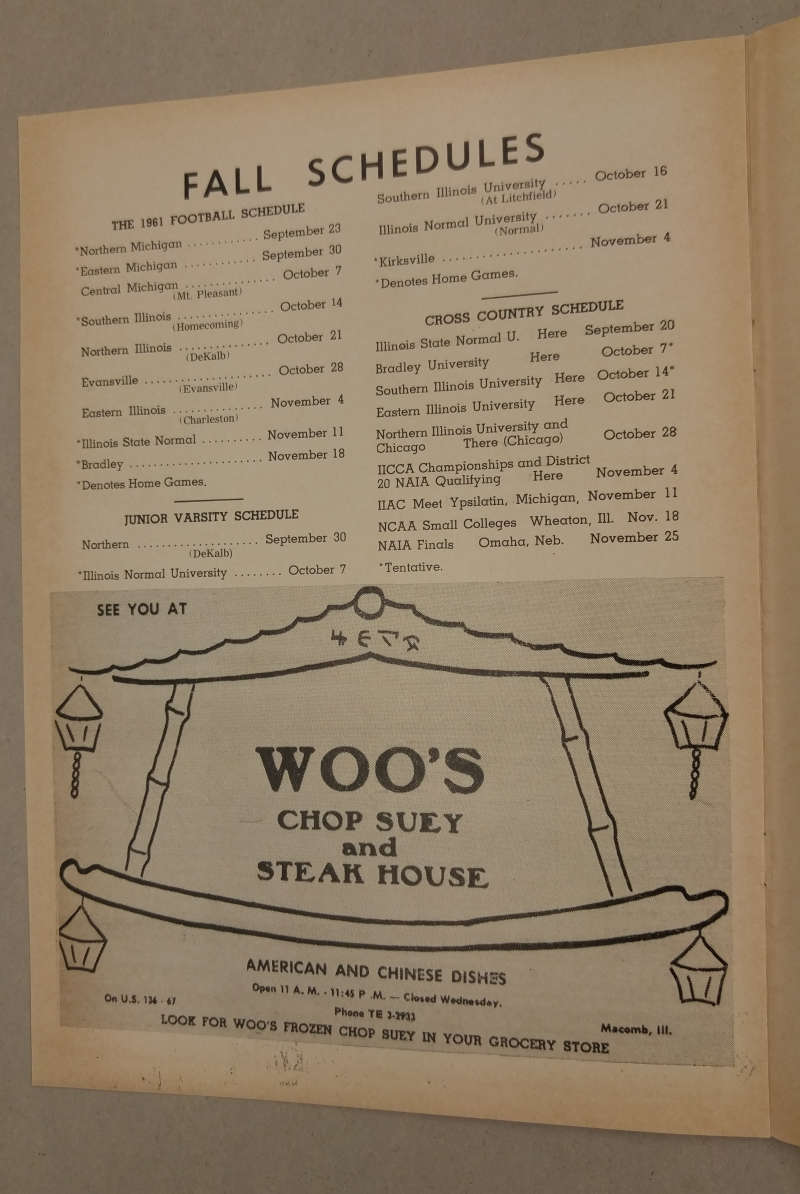 FALL SCHEDULES
THE 1961 FOOTBALL SCHEDULE
*Northern Michigan ........... September 23
*Eastern Michigan ........... September 30
Central Michigan .............. October 7
(Mt. Pleasant)
*Southern Illinois .............. October 14
(Homecoming)
Northern Illinois .............. October 21
(DeKalb)
Evansville .................... October 28
(Evansville)
Eastern Illinois .............. November 4
(Charleston)
*Illinois State Normal .......... November 11
*Bradley ..................... November 18
*Denotes Home Games.
JUNIOR VARSITY SCHEDULE
Northern ................... September 30
(DeKalb)
*Illinois Normal University ........ October 7
Southern Illinois University ..... October 16
(At Litchfield)
Illinois Normal University ....... October 21
(Normal)
*Kirksville ..................... November 4
*Denotes Home Games.
CROSS COUNTRY SCHEDULE
Illinois State Normal U. Here September 20
Bradley University Here October 7*
Southern Illinois University Here October 14*
Eastern Illinois University Here October 21
Northern Illinois University and
Chicago There (Chicago) October 28
IICCA Championships and District
20 NAIA Qualifying Here November 4
IIAC Meet Ypsilatin, Michigan, November 11
NCAA Small Colleges Wheaton, Ill. Nov. 18
NAIA Finals Omaha, Neb. November 25
*Tentative.
SEE YOU AT
WOO'S
CHOP SUEY
and
STEAK HOUSE
AMERICAN AND CHINESE DISHES
Open 11 A. M. - 11:45 P .M. — Closed Wednesday.
On U.S. 136 - 67
Phone TE 3-2933
Macomb, Ill.
LOOK FOR WOO'S FROZEN CHOP SUEY IN YOUR GROCERY STORE